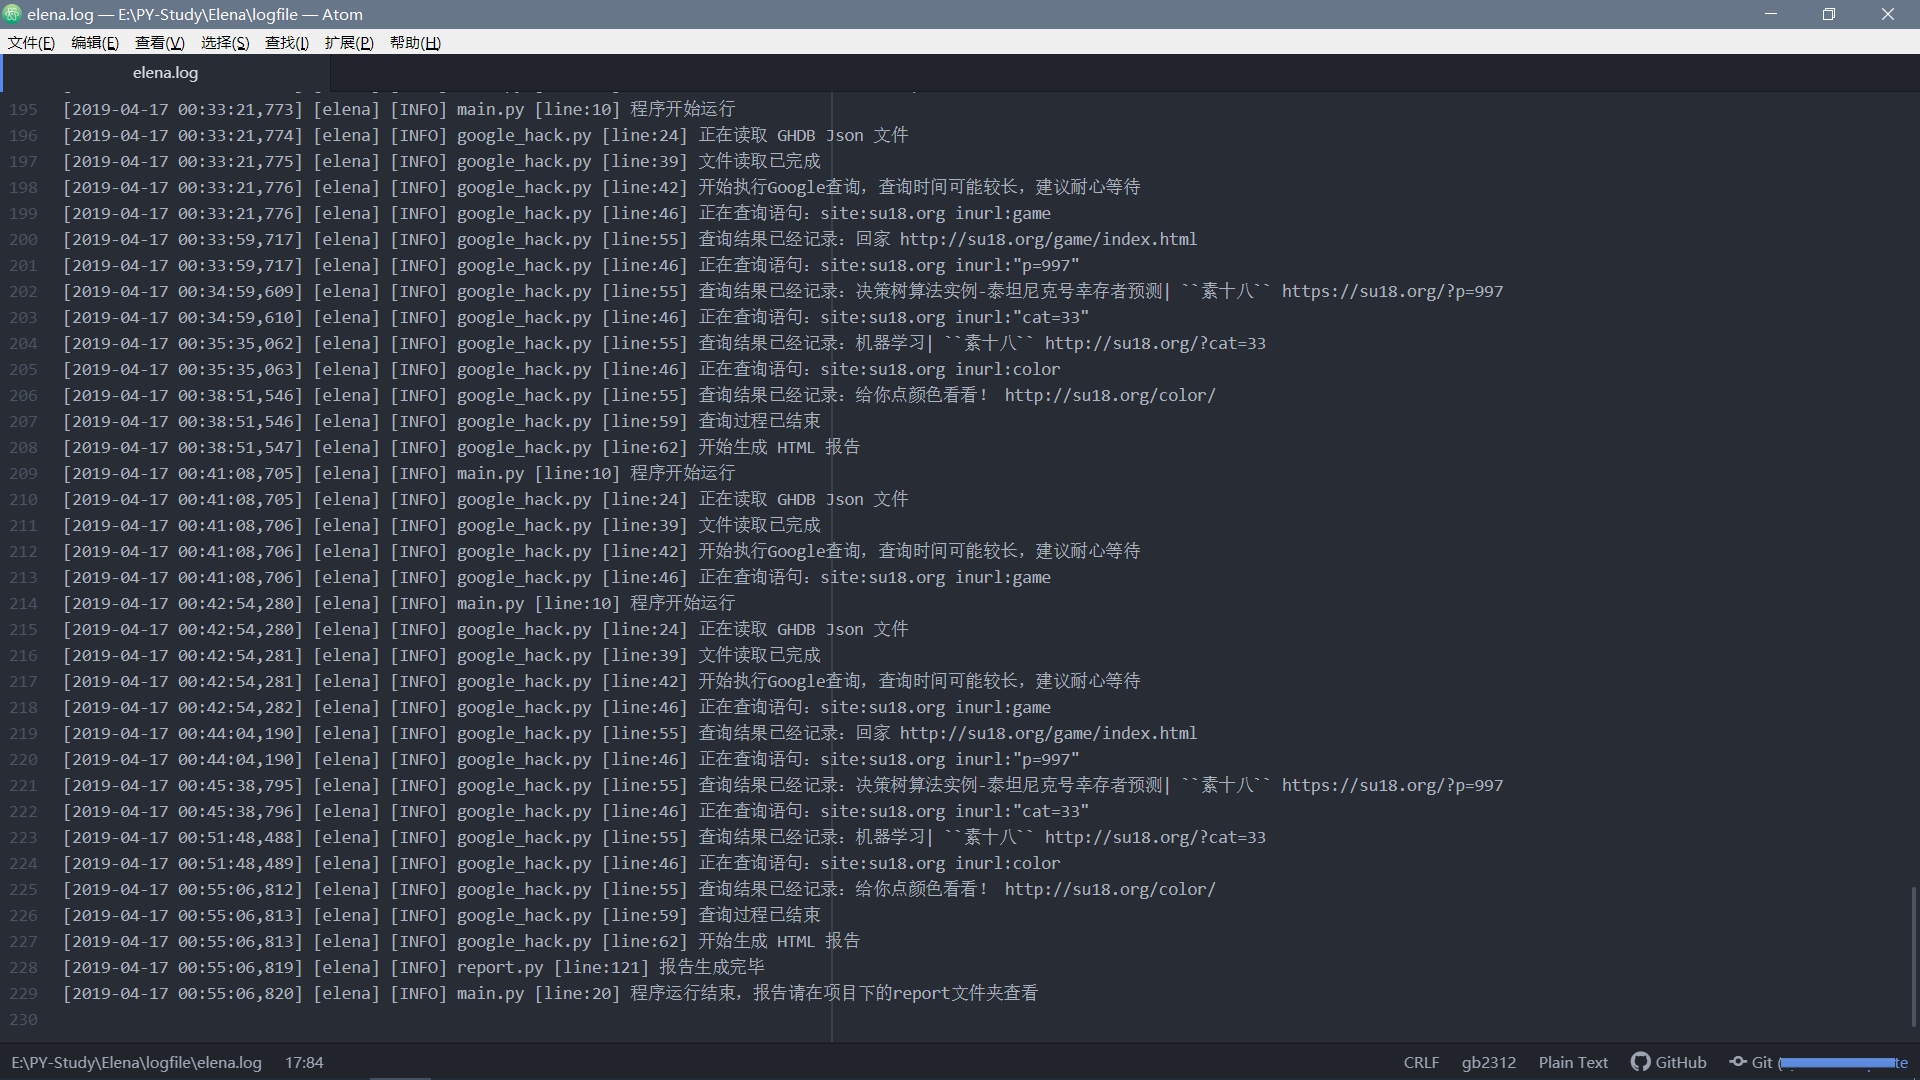 elena.log — E:\PY-Study\Elena\logfile — Atom
文件(F) 编辑(E) 查看(V) 选择(S) 查找(I) 扩展(P) 帮助(H)
elena.log
195 [2019-04-17 00:33:21,773] [elena] [INFO] main.py [line:10] 程序开始运行
196 [2019-04-17 00:33:21,774] [elena] [INFO] google_hack.py [line:24] 正在读取 GHDB Json 文件
197 [2019-04-17 00:33:21,775] [elena] [INFO] google_hack.py [line:39] 文件读取已完成
198 [2019-04-17 00:33:21,776] [elena] [INFO] google_hack.py [line:42] 开始执行Google查询，查询时间可能较长，建议耐心等待
199 [2019-04-17 00:33:21,776] [elena] [INFO] google_hack.py [line:46] 正在查询语句：site:su18.org inurl:game
200 [2019-04-17 00:33:59,717] [elena] [INFO] google_hack.py [line:55] 查询结果已经记录：回家 http://su18.org/game/index.html
201 [2019-04-17 00:33:59,717] [elena] [INFO] google_hack.py [line:46] 正在查询语句：site:su18.org inurl:"p=997"
202 [2019-04-17 00:34:59,609] [elena] [INFO] google_hack.py [line:55] 查询结果已经记录：决策树算法实例-泰坦尼克号幸存者预测| ``素十八`` https://su18.org/?p=997
203 [2019-04-17 00:34:59,610] [elena] [INFO] google_hack.py [line:46] 正在查询语句：site:su18.org inurl:"cat=33"
204 [2019-04-17 00:35:35,062] [elena] [INFO] google_hack.py [line:55] 查询结果已经记录：机器学习| ``素十八`` http://su18.org/?cat=33
205 [2019-04-17 00:35:35,063] [elena] [INFO] google_hack.py [line:46] 正在查询语句：site:su18.org inurl:color
206 [2019-04-17 00:38:51,546] [elena] [INFO] google_hack.py [line:55] 查询结果已经记录：给你点颜色看看！ http://su18.org/color/
207 [2019-04-17 00:38:51,546] [elena] [INFO] google_hack.py [line:59] 查询过程已结束
208 [2019-04-17 00:38:51,547] [elena] [INFO] google_hack.py [line:62] 开始生成 HTML 报告
209 [2019-04-17 00:41:08,705] [elena] [INFO] main.py [line:10] 程序开始运行
210 [2019-04-17 00:41:08,705] [elena] [INFO] google_hack.py [line:24] 正在读取 GHDB Json 文件
211 [2019-04-17 00:41:08,706] [elena] [INFO] google_hack.py [line:39] 文件读取已完成
212 [2019-04-17 00:41:08,706] [elena] [INFO] google_hack.py [line:42] 开始执行Google查询，查询时间可能较长，建议耐心等待
213 [2019-04-17 00:41:08,706] [elena] [INFO] google_hack.py [line:46] 正在查询语句：site:su18.org inurl:game
214 [2019-04-17 00:42:54,280] [elena] [INFO] main.py [line:10] 程序开始运行
215 [2019-04-17 00:42:54,280] [elena] [INFO] google_hack.py [line:24] 正在读取 GHDB Json 文件
216 [2019-04-17 00:42:54,281] [elena] [INFO] google_hack.py [line:39] 文件读取已完成
217 [2019-04-17 00:42:54,281] [elena] [INFO] google_hack.py [line:42] 开始执行Google查询，查询时间可能较长，建议耐心等待
218 [2019-04-17 00:42:54,282] [elena] [INFO] google_hack.py [line:46] 正在查询语句：site:su18.org inurl:game
219 [2019-04-17 00:44:04,190] [elena] [INFO] google_hack.py [line:55] 查询结果已经记录：回家 http://su18.org/game/index.html
220 [2019-04-17 00:44:04,190] [elena] [INFO] google_hack.py [line:46] 正在查询语句：site:su18.org inurl:"p=997"
221 [2019-04-17 00:45:38,795] [elena] [INFO] google_hack.py [line:55] 查询结果已经记录：决策树算法实例-泰坦尼克号幸存者预测| ``素十八`` https://su18.org/?p=997
222 [2019-04-17 00:45:38,796] [elena] [INFO] google_hack.py [line:46] 正在查询语句：site:su18.org inurl:"cat=33"
223 [2019-04-17 00:51:48,488] [elena] [INFO] google_hack.py [line:55] 查询结果已经记录：机器学习| ``素十八`` http://su18.org/?cat=33
224 [2019-04-17 00:51:48,489] [elena] [INFO] google_hack.py [line:46] 正在查询语句：site:su18.org inurl:color
225 [2019-04-17 00:55:06,812] [elena] [INFO] google_hack.py [line:55] 查询结果已经记录：给你点颜色看看！ http://su18.org/color/
226 [2019-04-17 00:55:06,813] [elena] [INFO] google_hack.py [line:59] 查询过程已结束
227 [2019-04-17 00:55:06,813] [elena] [INFO] google_hack.py [line:62] 开始生成 HTML 报告
228 [2019-04-17 00:55:06,819] [elena] [INFO] report.py [line:121] 报告生成完毕
229 [2019-04-17 00:55:06,820] [elena] [INFO] main.py [line:20] 程序运行结束，报告请在项目下的report文件夹查看
230
E:\PY-Study\Elena\logfile\elena.log 17:84 CRLF gb2312 Plain Text GitHub Git